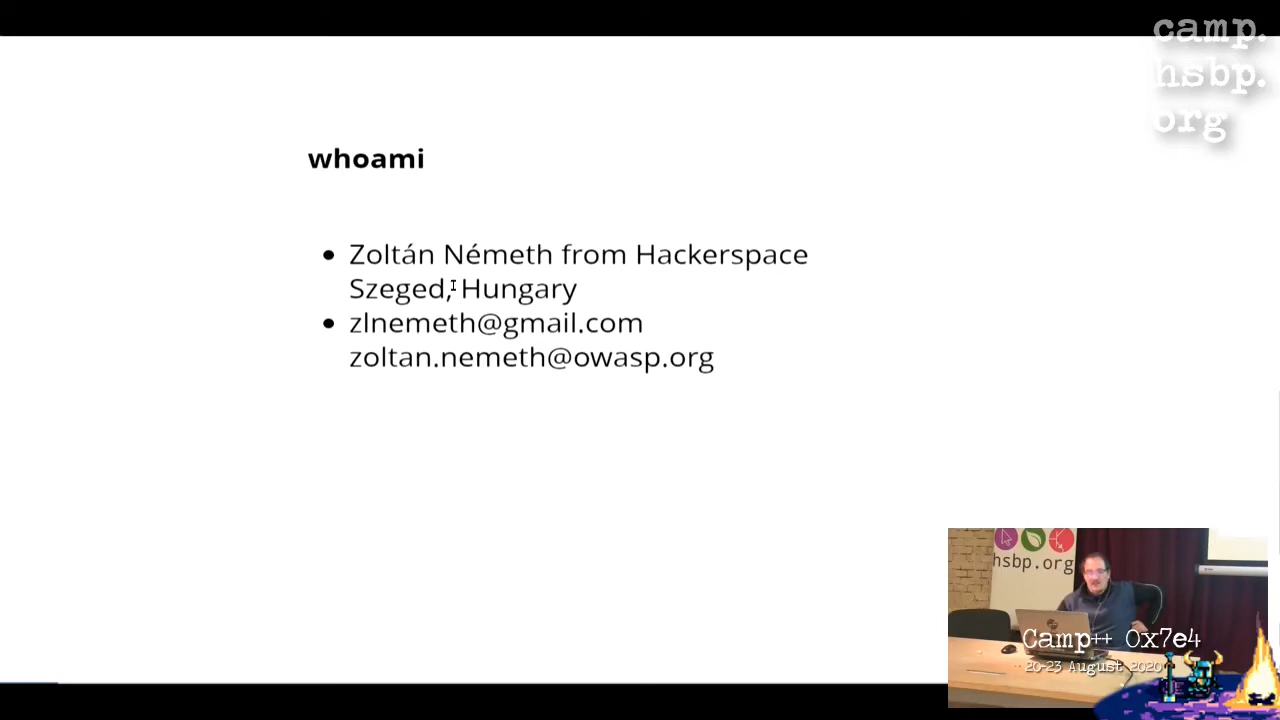 camp.
hsbp.
org
whoami
Zoltán Németh from Hackerspace
Szeged, Hungary
zlnemeth@gmail.com
zoltan.nemeth@owasp.org
hsbp.org
Camp++ 0x7e4
20-23 August 2020